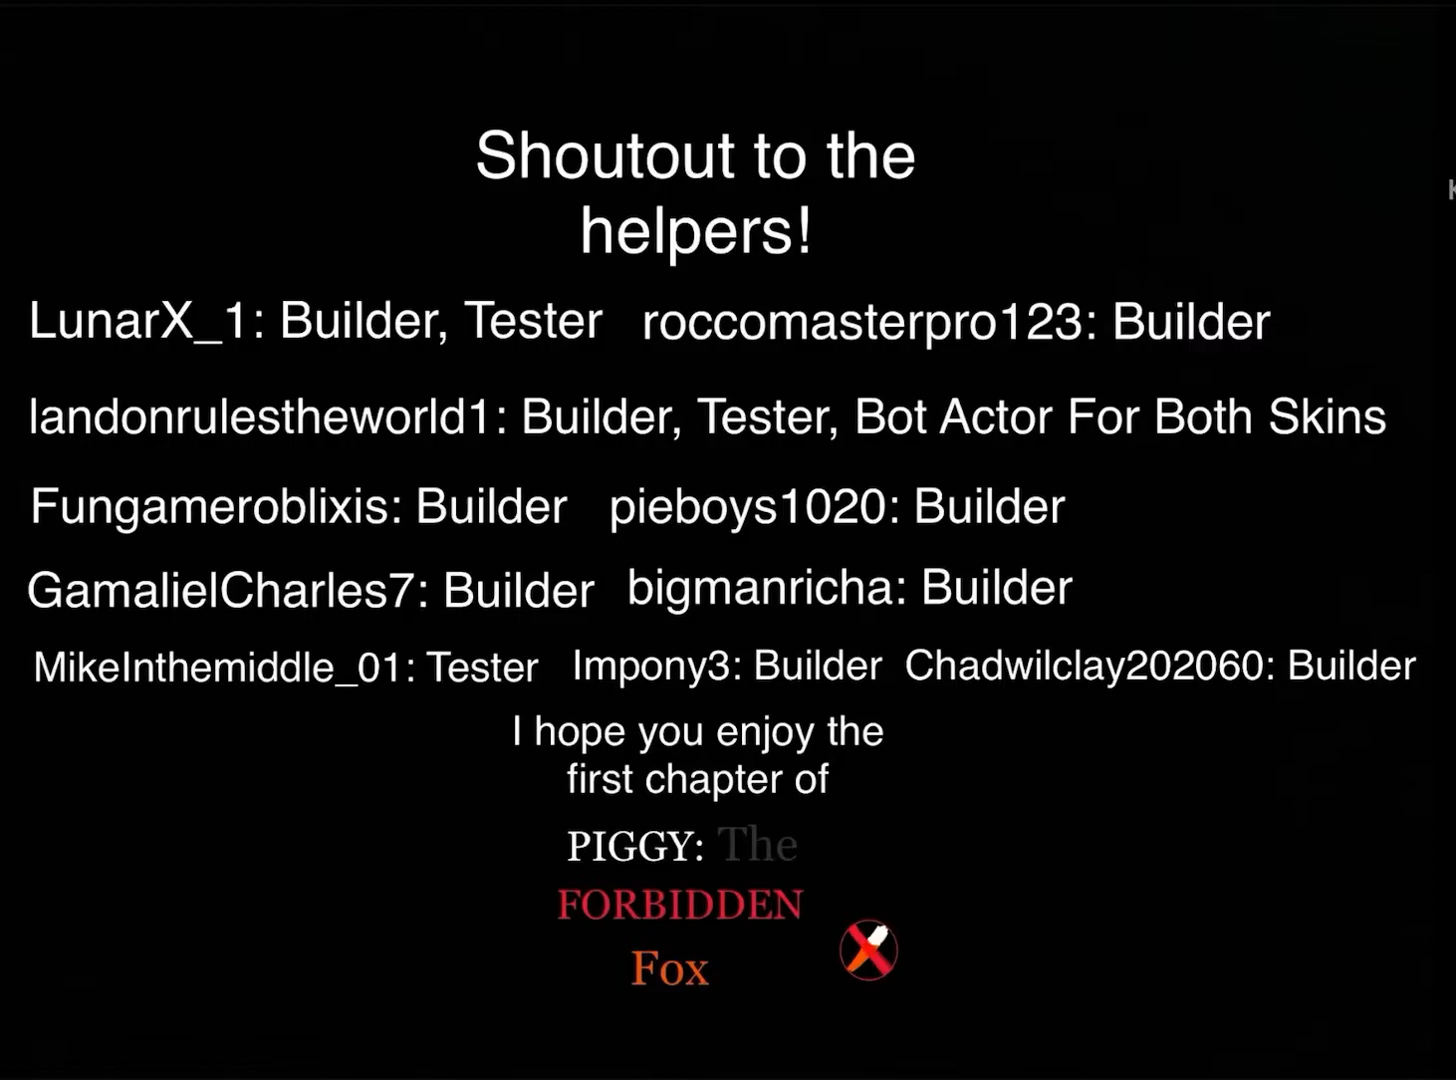 Shoutout to the
helpers!
LunarX_1: Builder, Tester roccomasterpro123: Builder
landonrulestheworld1: Builder, Tester, Bot Actor For Both Skins
Fungameroblixis: Builder pieboys1020: Builder
GamalielCharles7: Builder bigmanricha: Builder
MikeInthemiddle_01: Tester Impony3: Builder Chadwilclay202060: Builder
I hope you enjoy the
first chapter of
PIGGY: The
FORBIDDEN
Fox